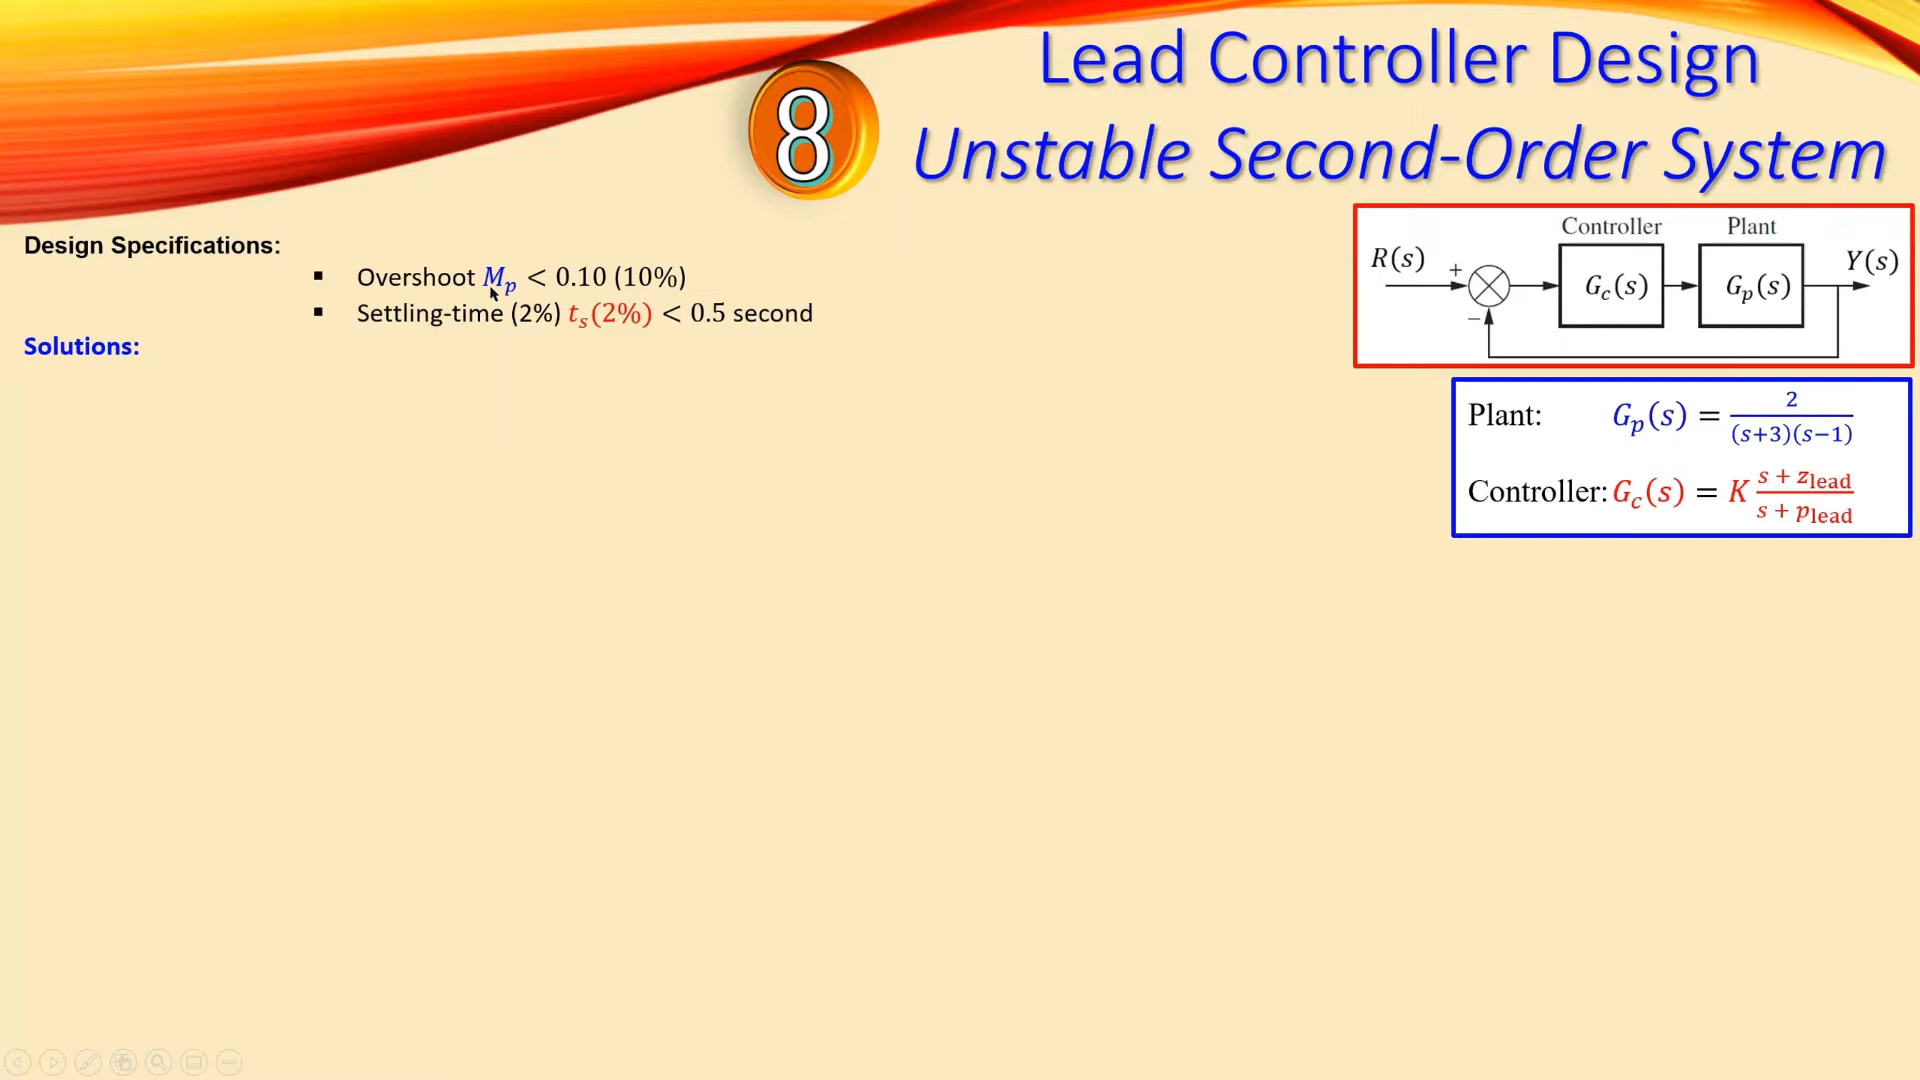 Lead Controller Design
8
Unstable Second-Order System
Design Specifications:
▪ Overshoot M_p < 0.10 (10%)
▪ Settling-time (2%) t_s(2%) < 0.5 second
Solutions:
Controller Plant
R(s) + − G_c(s) G_p(s) Y(s)
Plant: G_p(s) = 2/((s+3)(s−1))
Controller: G_c(s) = K (s + z_lead)/(s + p_lead)